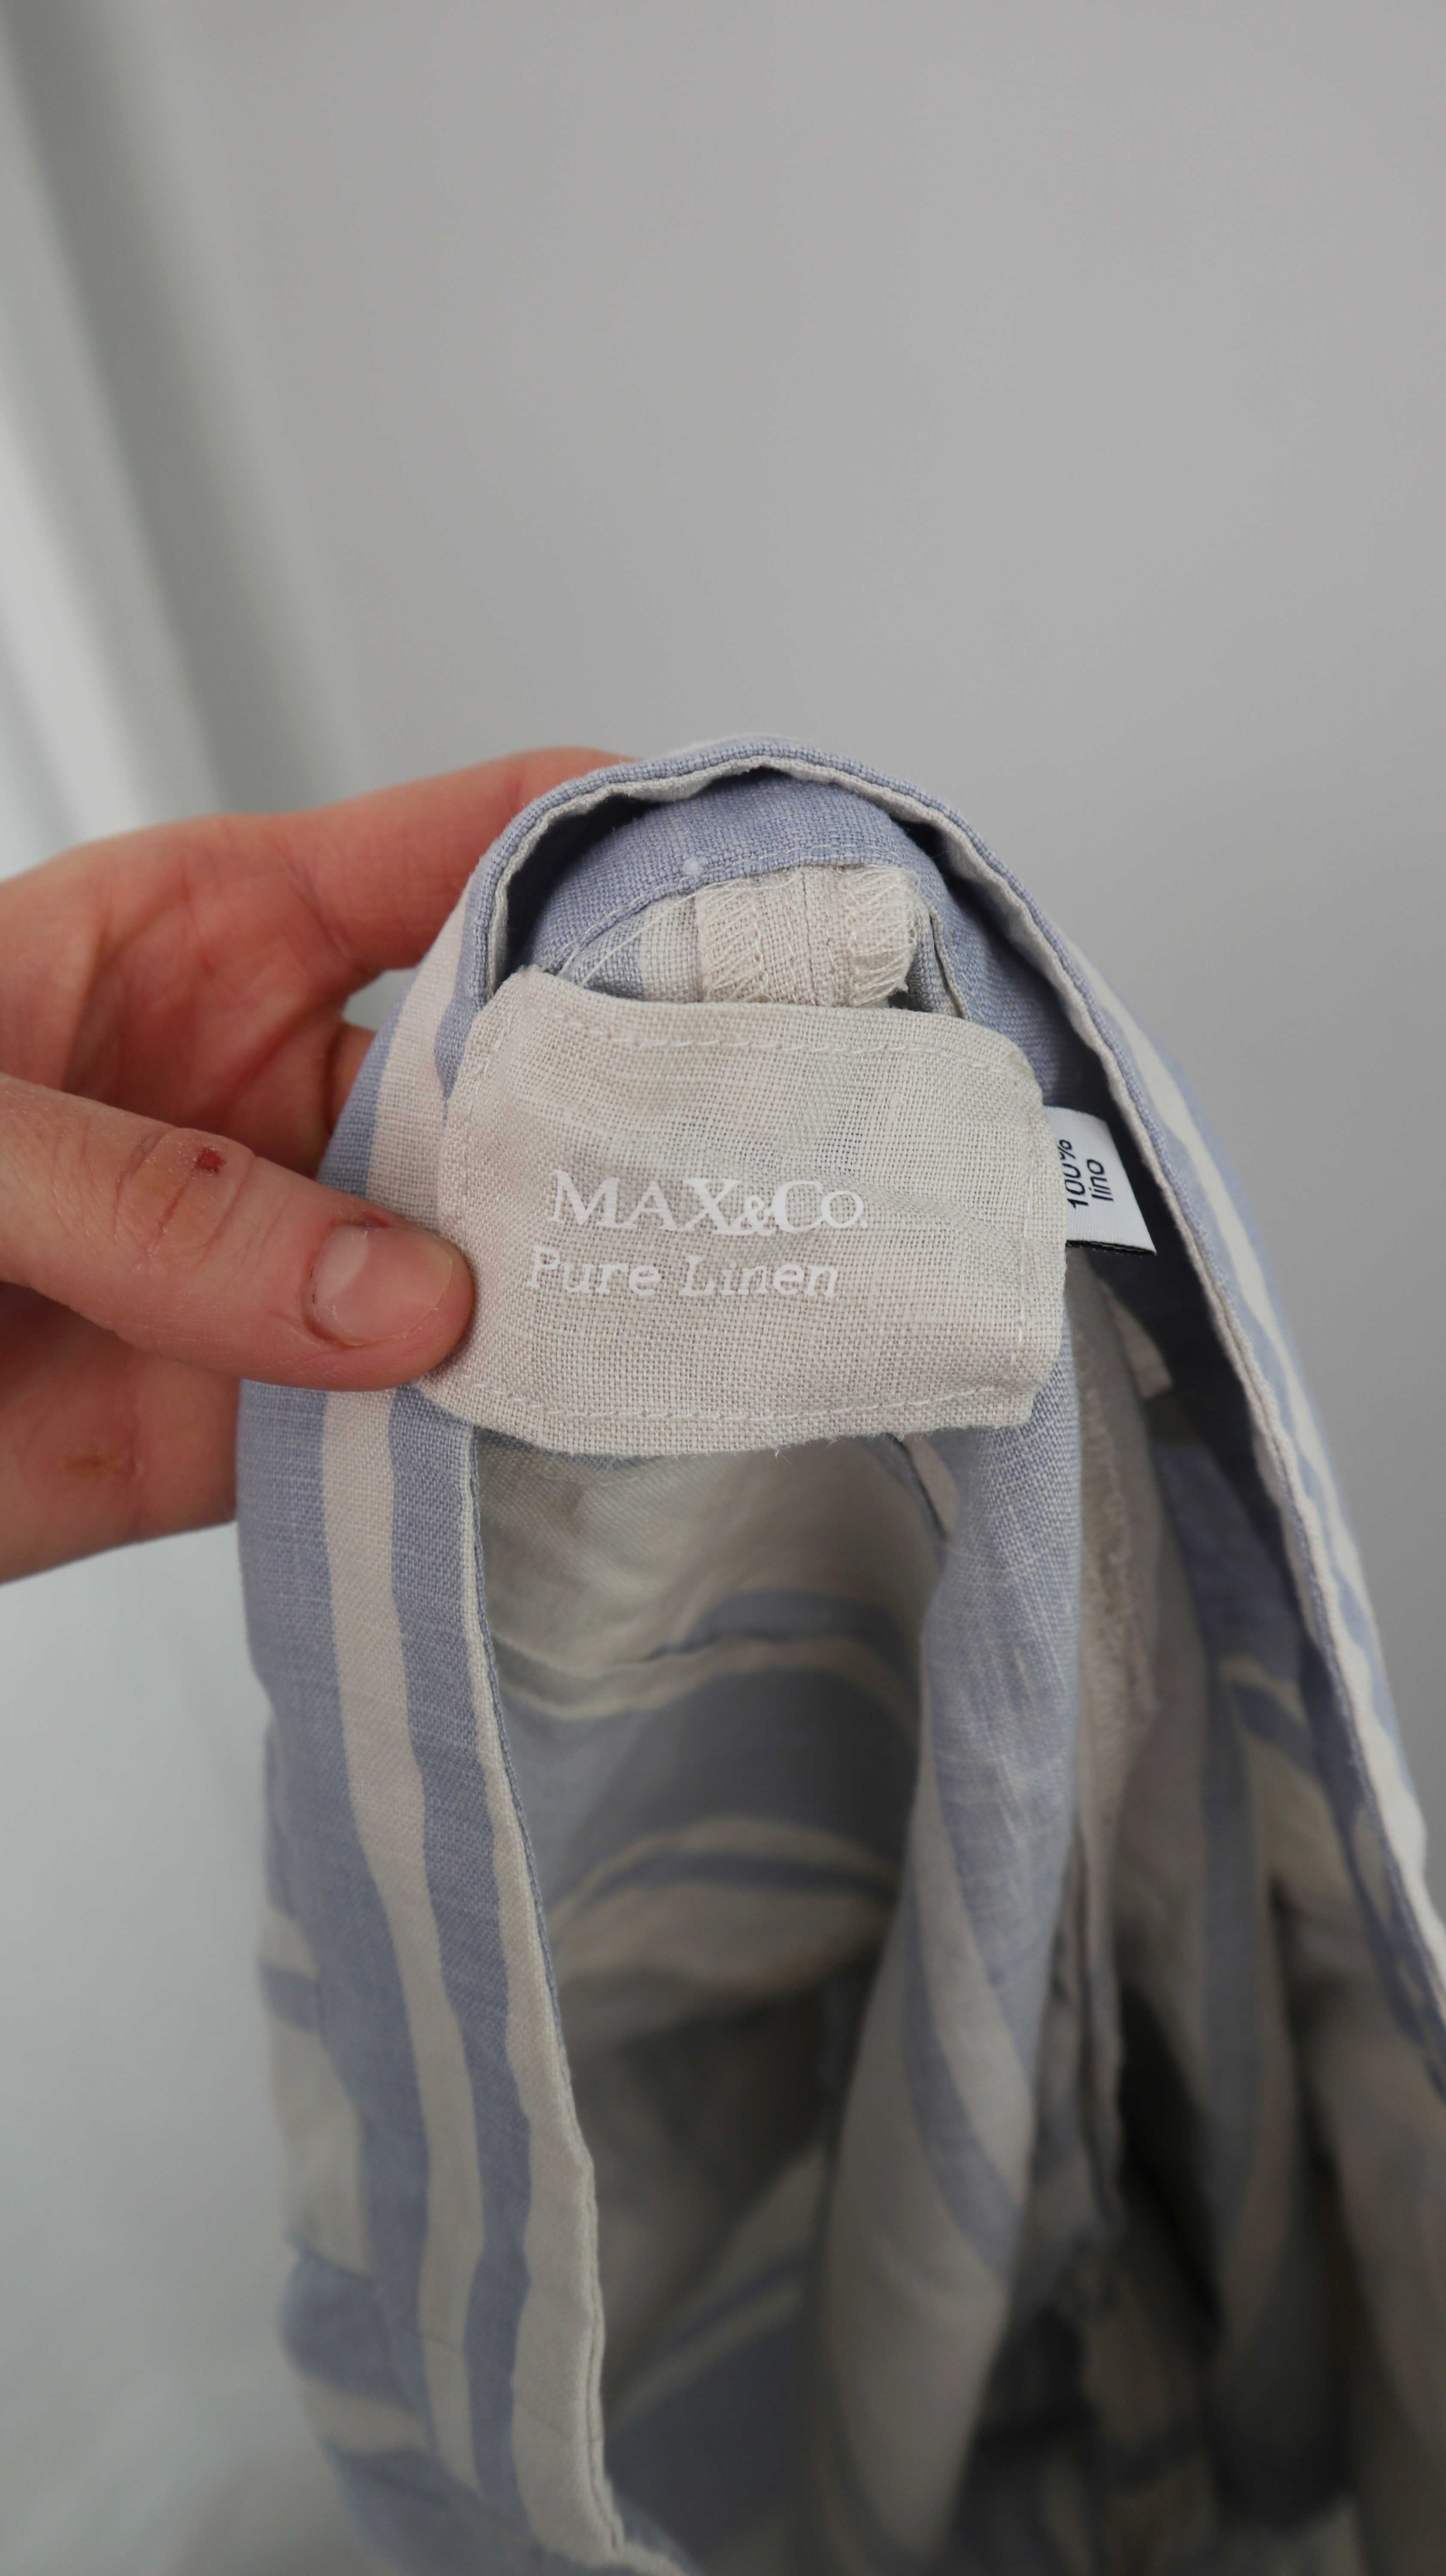 MAX&Co.
Pure Linen
100%
lino